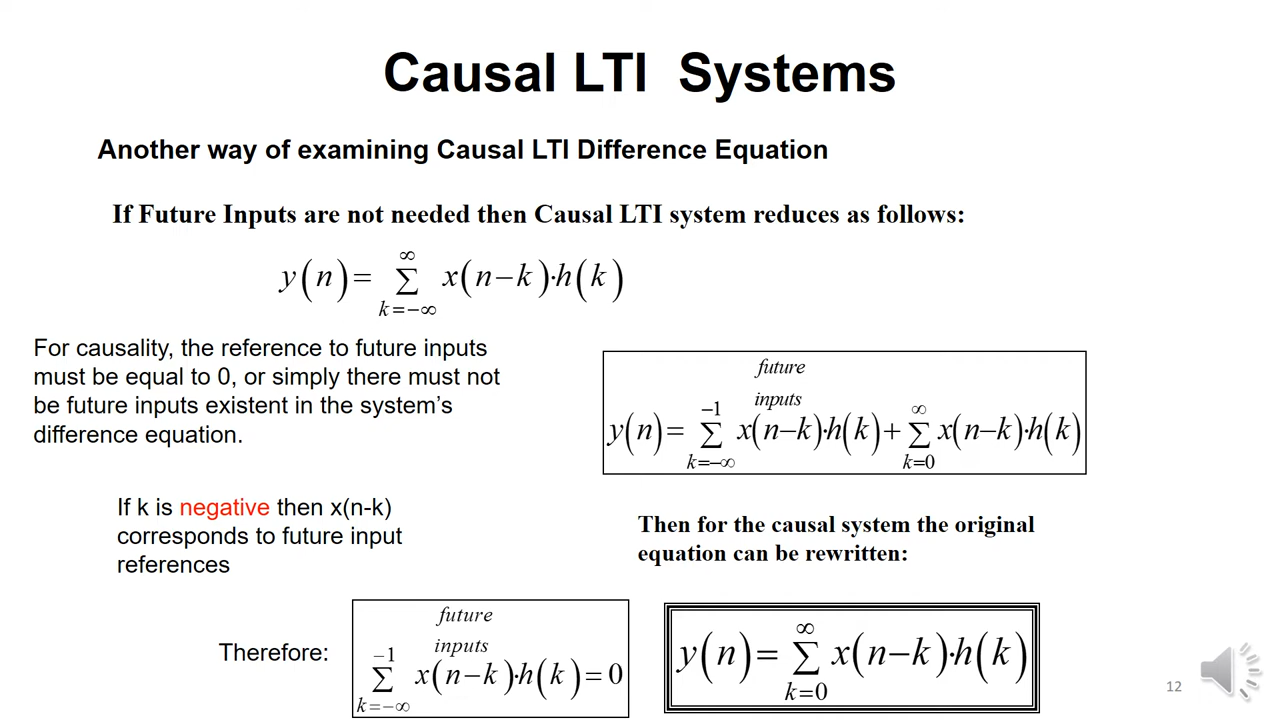 Causal LTI Systems
Another way of examining Causal LTI Difference Equation
If Future Inputs are not needed then Causal LTI system reduces as follows:
y(n) = ∑_{k=−∞}^{∞} x(n−k)·h(k)
For causality, the reference to future inputs
must be equal to 0, or simply there must not
be future inputs existent in the system's
difference equation.
future
inputs
y(n) = ∑_{k=−∞}^{−1} x(n−k)·h(k) + ∑_{k=0}^{∞} x(n−k)·h(k)
If k is negative then x(n-k)
corresponds to future input
references
Then for the causal system the original
equation can be rewritten:
Therefore:
future
inputs
∑_{k=−∞}^{−1} x(n−k)·h(k) = 0
y(n) = ∑_{k=0}^{∞} x(n−k)·h(k)
12